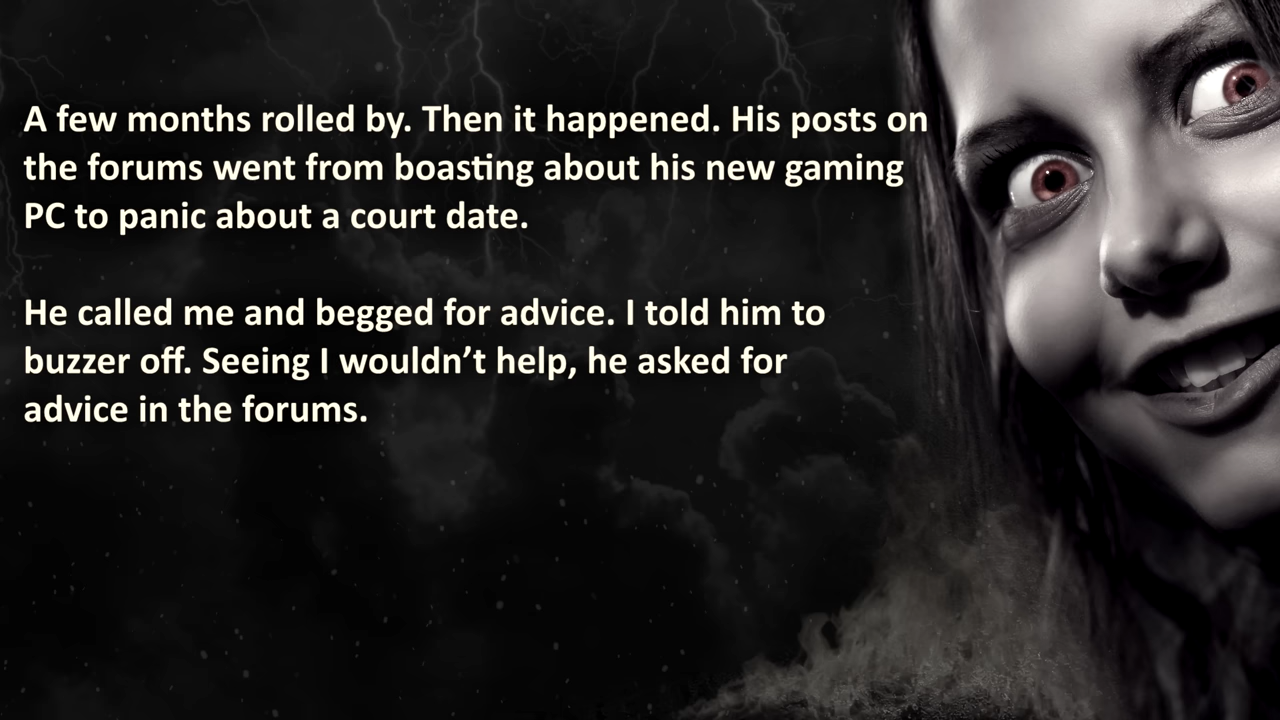 A few months rolled by. Then it happened. His posts on
the forums went from boasting about his new gaming
PC to panic about a court date.
He called me and begged for advice. I told him to
buzzer off. Seeing I wouldn’t help, he asked for
advice in the forums.